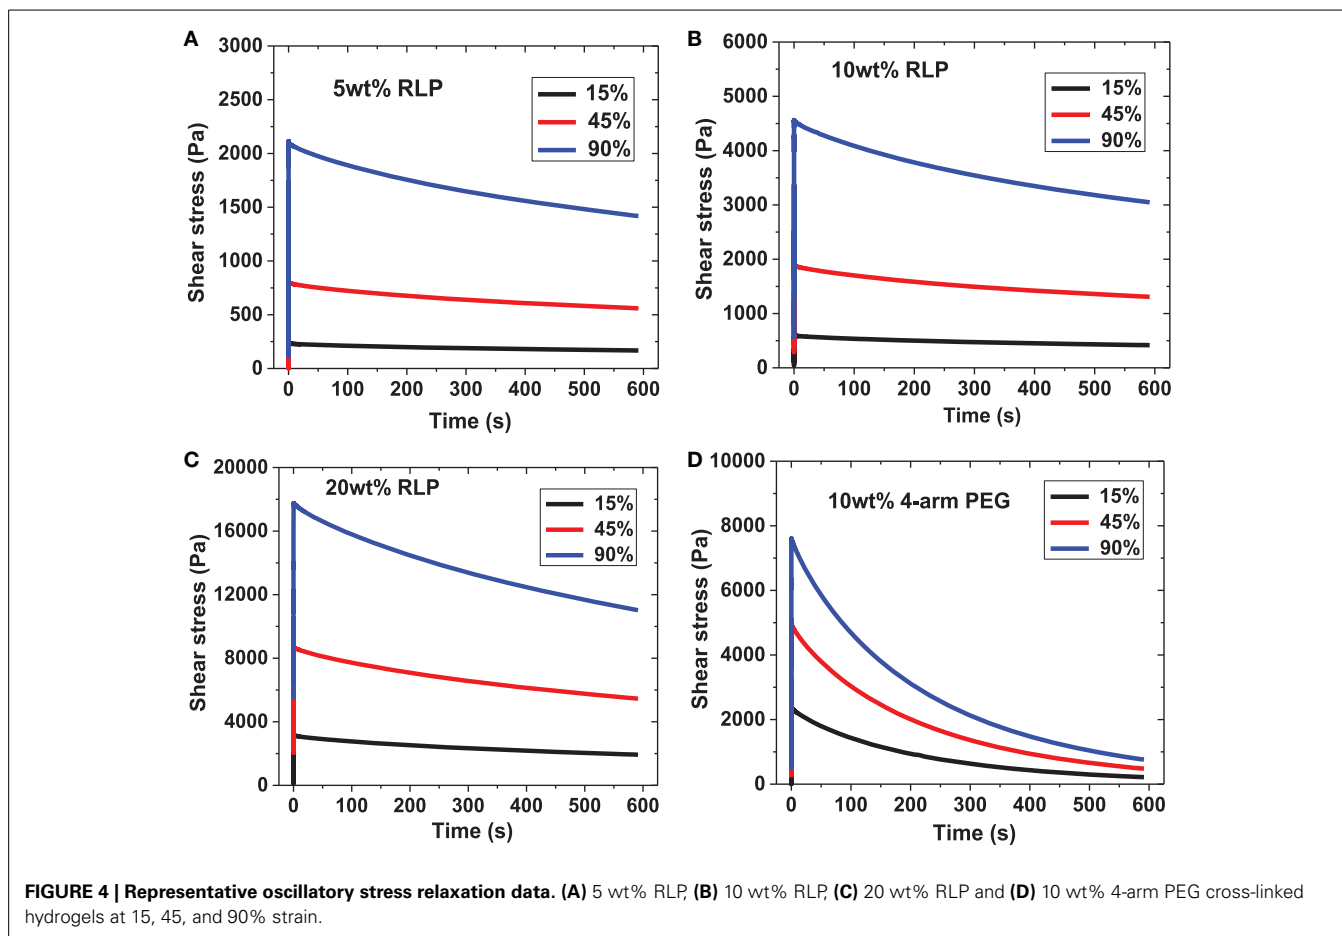 A
5wt% RLP
15%
45%
90%
Shear stress (Pa)
3000
2500
2000
1500
1000
500
0
0 100 200 300 400 500 600
Time (s)
B
10wt% RLP
15%
45%
90%
Shear stress (Pa)
6000
5000
4000
3000
2000
1000
0
0 100 200 300 400 500 600
Time (s)
C
20wt% RLP
15%
45%
90%
Shear stress (Pa)
20000
16000
12000
8000
4000
0
0 100 200 300 400 500 600
Time (s)
D
10wt% 4-arm PEG
15%
45%
90%
Shear stress (Pa)
10000
8000
6000
4000
2000
0
0 100 200 300 400 500 600
Time (s)
FIGURE 4 | Representative oscillatory stress relaxation data. (A) 5 wt% RLP, (B) 10 wt% RLP, (C) 20 wt% RLP and (D) 10 wt% 4-arm PEG cross-linked
hydrogels at 15, 45, and 90% strain.